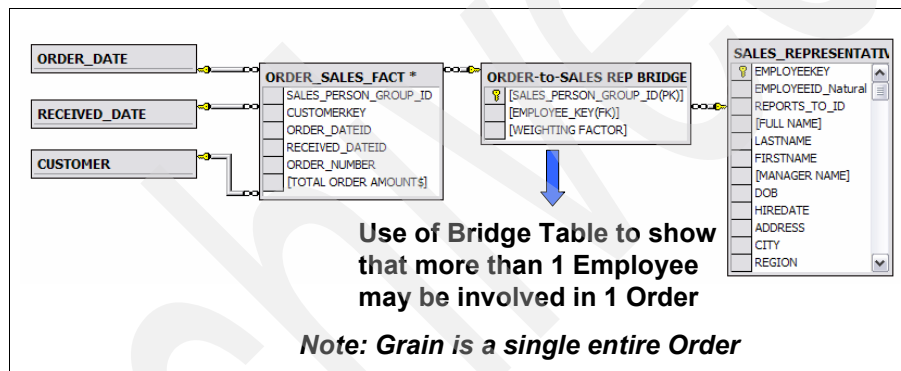 ORDER_DATE
RECEIVED_DATE
CUSTOMER
ORDER_SALES_FACT *
SALES_PERSON_GROUP_ID
CUSTOMERKEY
ORDER_DATEID
RECEIVED_DATEID
ORDER_NUMBER
[TOTAL ORDER AMOUNT$]
ORDER-to-SALES REP BRIDGE
[SALES_PERSON_GROUP_ID(PK)]
[EMPLOYEE_KEY(FK)]
[WEIGHTING FACTOR]
SALES_REPRESENTATIV
EMPLOYEEKEY
EMPLOYEEID_Natural
REPORTS_TO_ID
[FULL NAME]
LASTNAME
FIRSTNAME
[MANAGER NAME]
DOB
HIREDATE
ADDRESS
CITY
REGION
Use of Bridge Table to show
that more than 1 Employee
may be involved in 1 Order
Note: Grain is a single entire Order